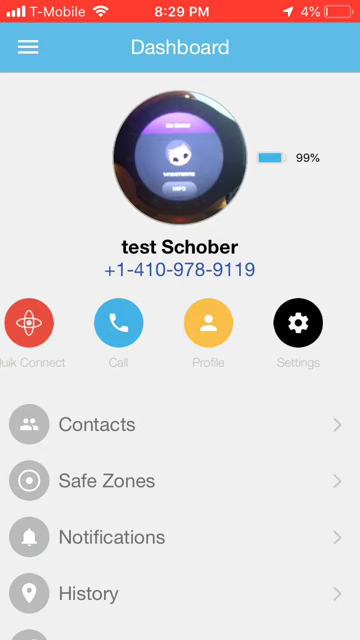 T-Mobile 8:29 PM 4%
Dashboard
99%
test Schober
+1-410-978-9119
uik Connect Call Profile Settings
Contacts
Safe Zones
Notifications
History